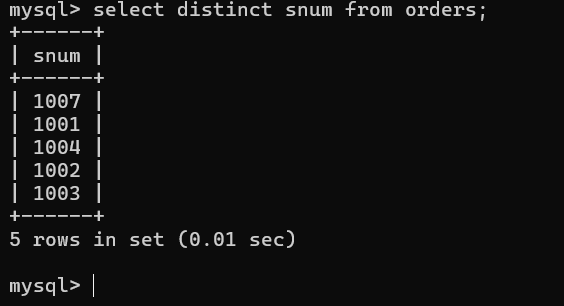 mysql> select distinct snum from orders;
+------+
| snum |
+------+
| 1007 |
| 1001 |
| 1004 |
| 1002 |
| 1003 |
+------+
5 rows in set (0.01 sec)

mysql>